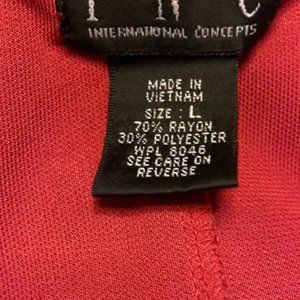 I N C
INTERNATIONAL CONCEPTS
MADE IN
VIETNAM
SIZE : L
70% RAYON
30% POLYESTER
WPL 8046
SEE CARE ON
REVERSE